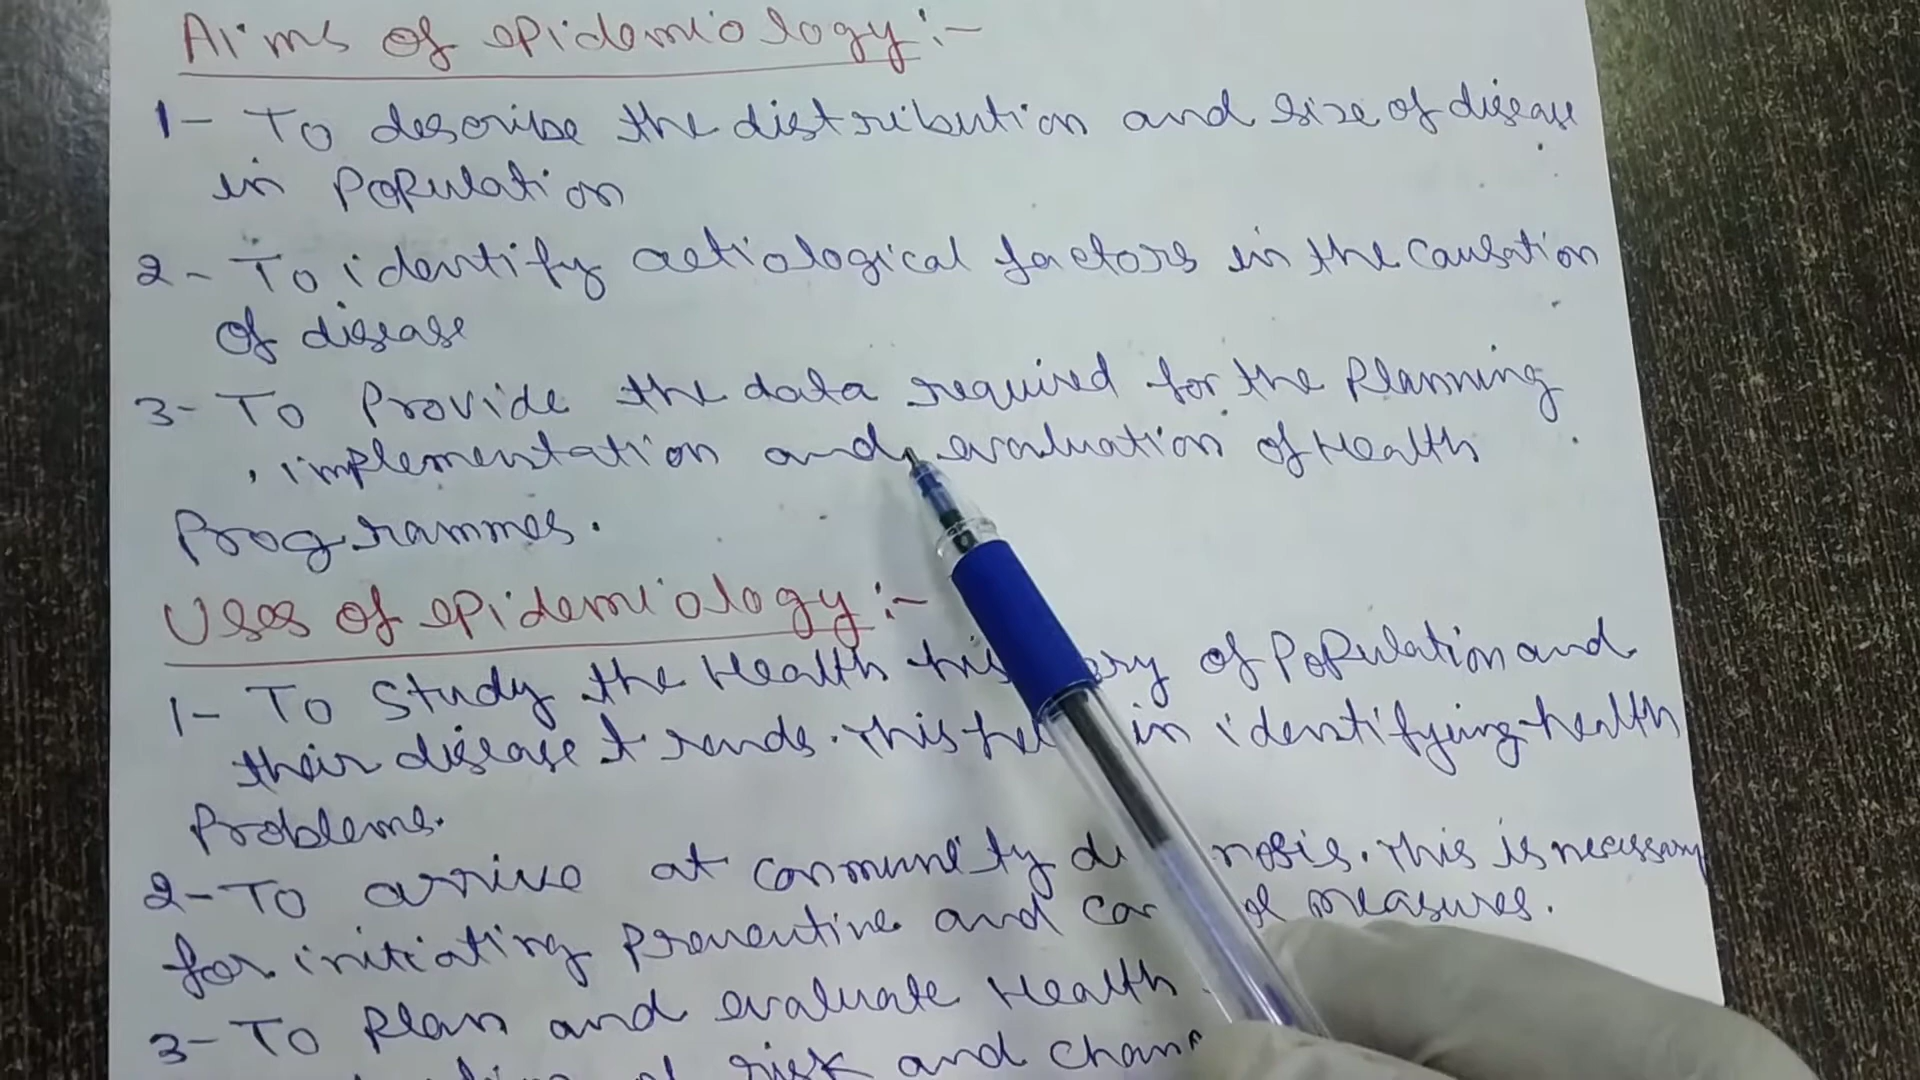 Aims of epidemiology:-
1- To describe the distribution and size of disease
in Population
2- To identify aetiological factors in the causation
of disease
3- To Provide the data required for the Planning
, implementation and evaluation of Health
Programmes.
Uses of epidemiology:-
1- To Study the Health of Population and
their disease trends. This in identifying health
Problems.
2- To arrive at community . This is necessary
for initiating preventive and measures.
3- To Plan and evaluate Health
of risk and